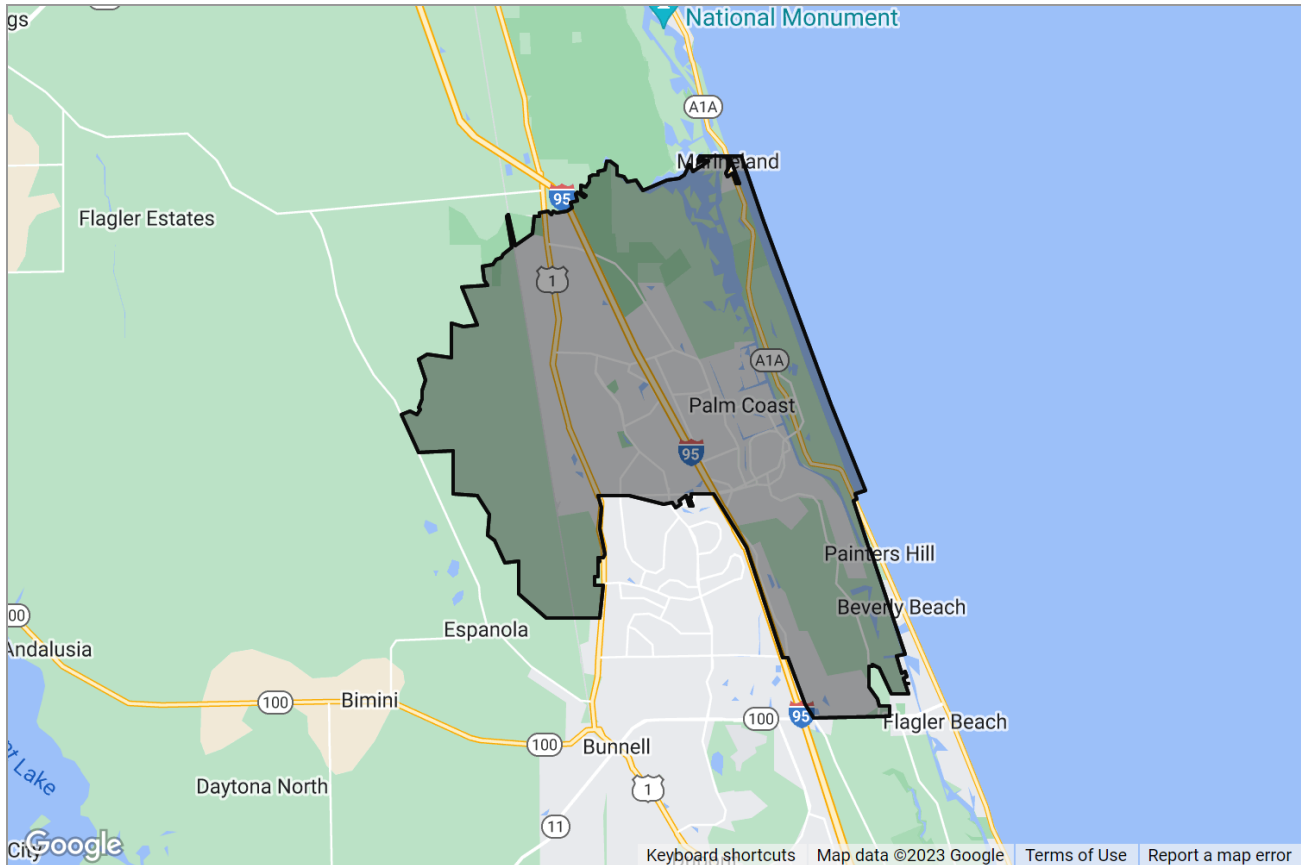 gs
National Monument
A1A
Marineland
95
Flagler Estates
1
A1A
Palm Coast
95
Painters Hill
Beverly Beach
00
Espanola
Andalusia
100
Bimini
100
95
Flagler Beach
100
Bunnell
Lake
Daytona North
1
11
City
Google
Keyboard shortcuts
Map data ©2023 Google
Terms of Use
Report a map error